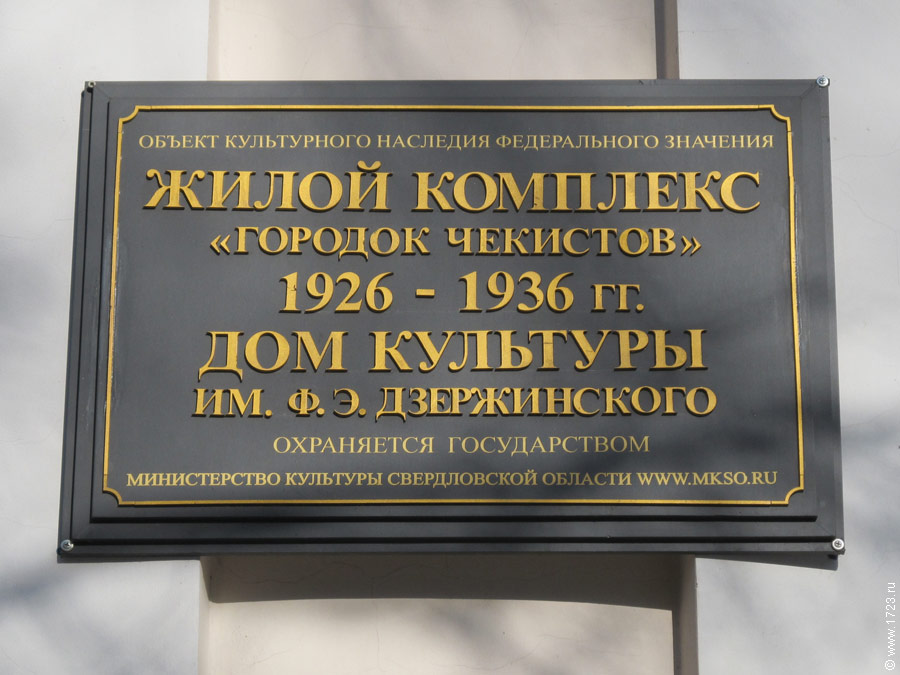 ОБЪЕКТ КУЛЬТУРНОГО НАСЛЕДИЯ ФЕДЕРАЛЬНОГО ЗНАЧЕНИЯ
ЖИЛОЙ КОМПЛЕКС
«ГОРОДОК ЧЕКИСТОВ»
1926 - 1936 ГГ.
ДОМ КУЛЬТУРЫ
ИМ. Ф. Э. ДЗЕРЖИНСКОГО
ОХРАНЯЕТСЯ ГОСУДАРСТВОМ
МИНИСТЕРСТВО КУЛЬТУРЫ СВЕРДЛОВСКОЙ ОБЛАСТИ WWW.MKSO.RU
© www.1723.ru